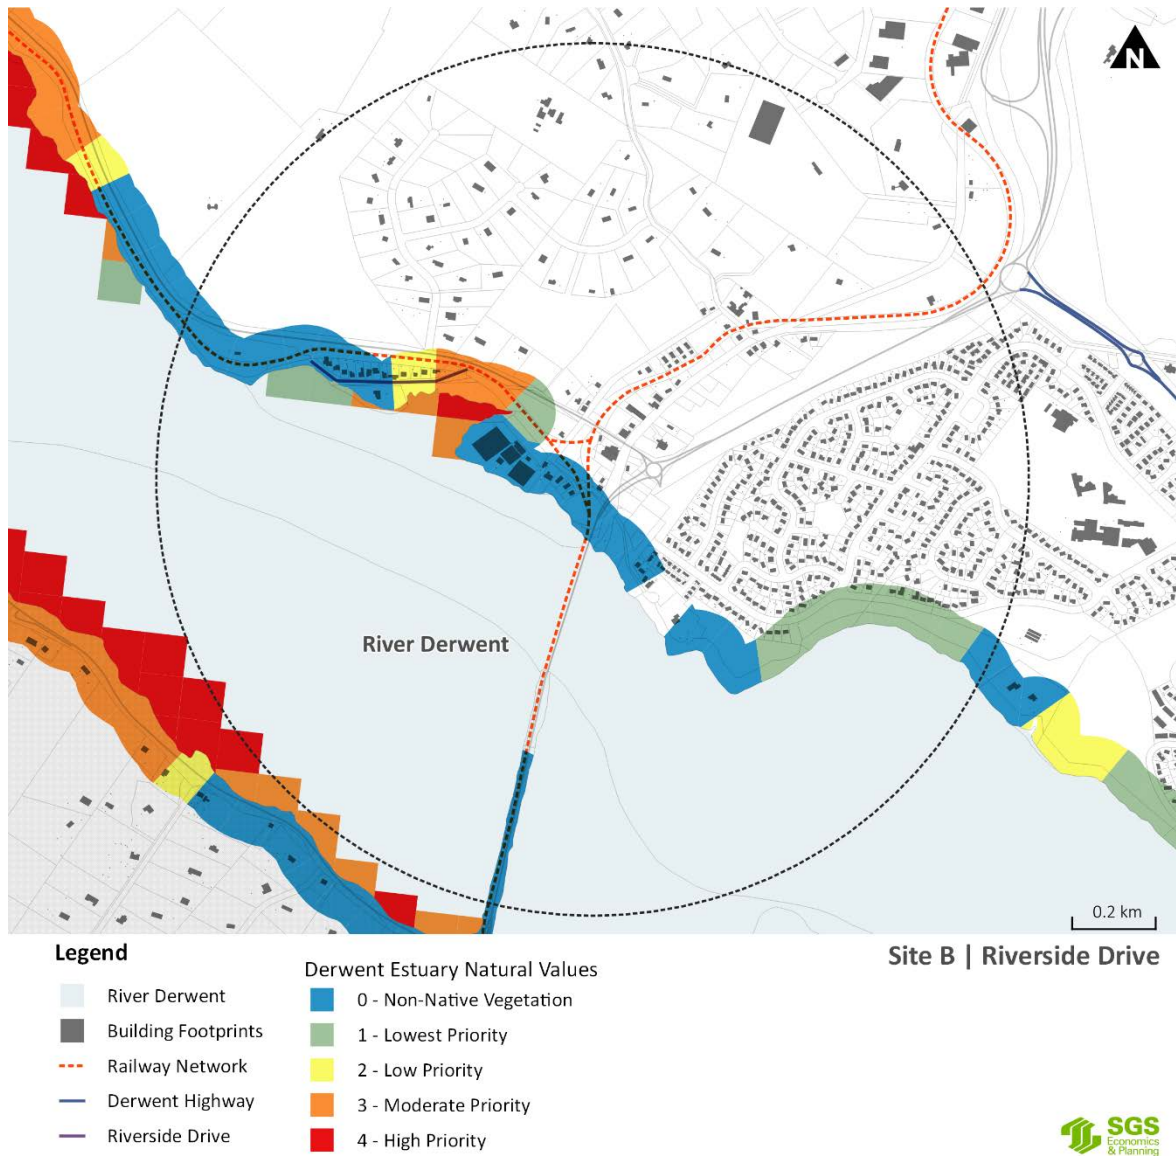 N
River Derwent
0.2 km
Site B | Riverside Drive
Legend
River Derwent
Building Footprints
Railway Network
Derwent Highway
Riverside Drive
Derwent Estuary Natural Values
0 - Non-Native Vegetation
1 - Lowest Priority
2 - Low Priority
3 - Moderate Priority
4 - High Priority
SGS
Economics
& Planning